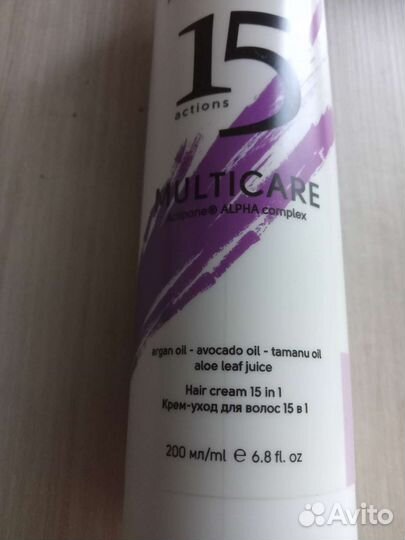 15
actions
MULTICARE
ALPHA complex
argan oil - avocado oil - tamanu oil
aloe leaf juice
Hair cream 15 in 1
Крем-уход для волос 15 в 1
200 мл/ml ℮ 6.8 fl. oz
Avito